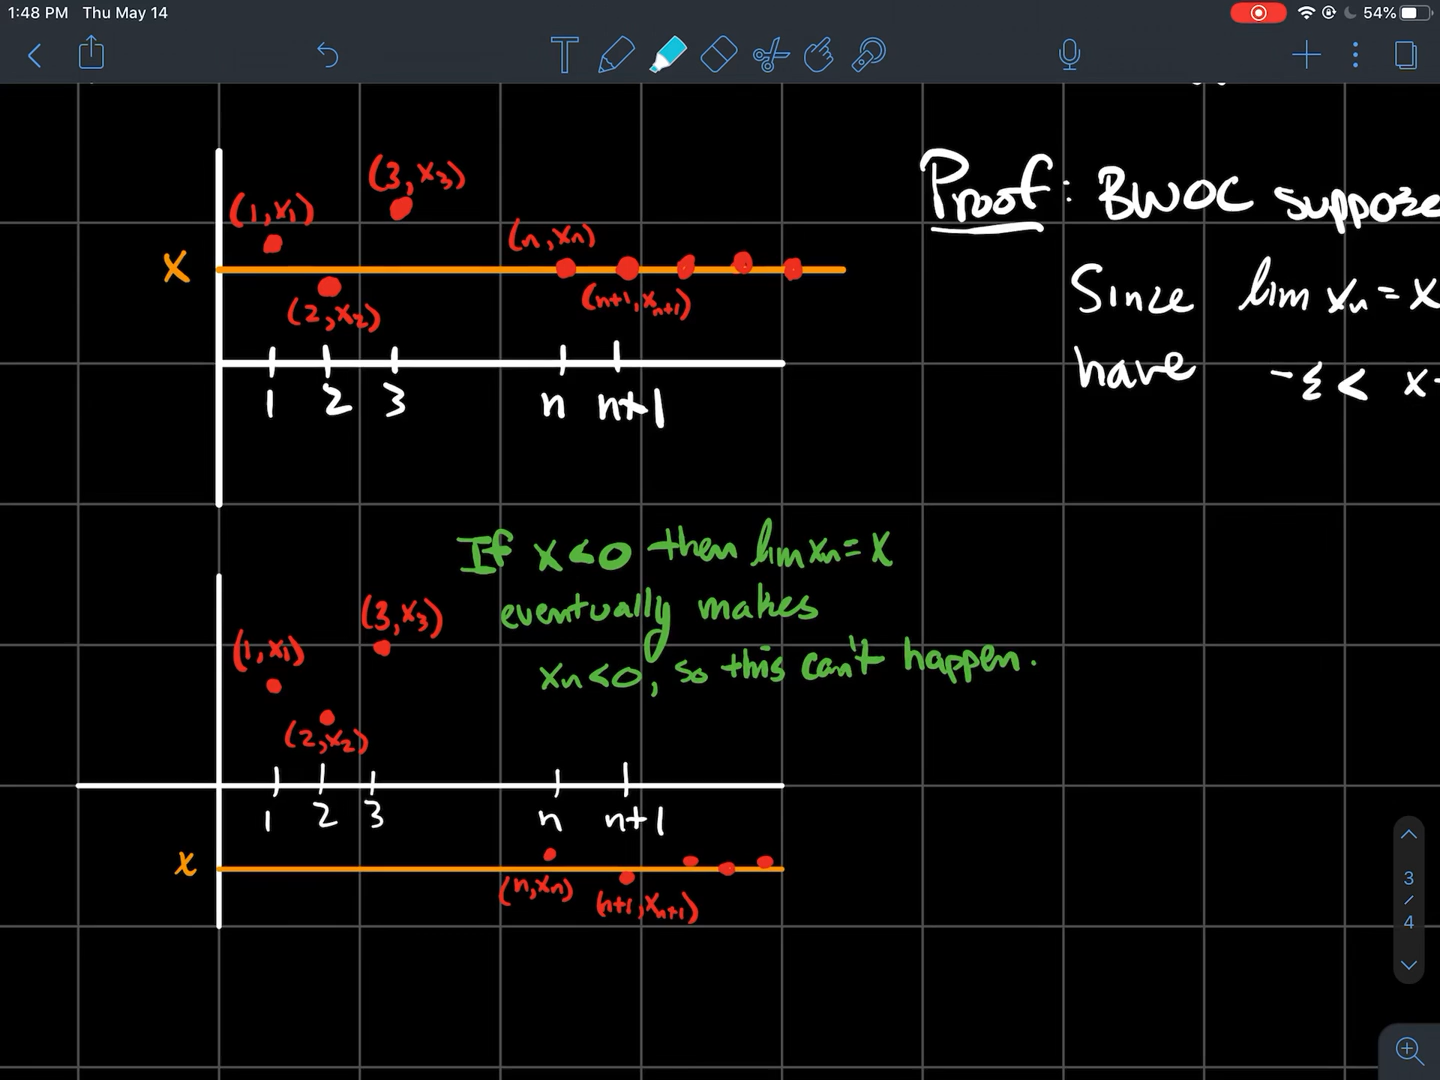 1:48 PM Thu May 14
54%
(3,x3)
(1,x1)
(n,xn)
X
(2,x2)
(n+1,xn+1)
1 2 3 n n+1
Proof: BWOC suppose
Since lim xn = x
have -ε < x-
If x<0 then lim xn = x
eventually makes
xn<0, so this can't happen.
(3,x3)
(1,x1)
(2,x2)
1 2 3 n n+1
x
(n,xn)
(n+1,xn+1)
3
/
4